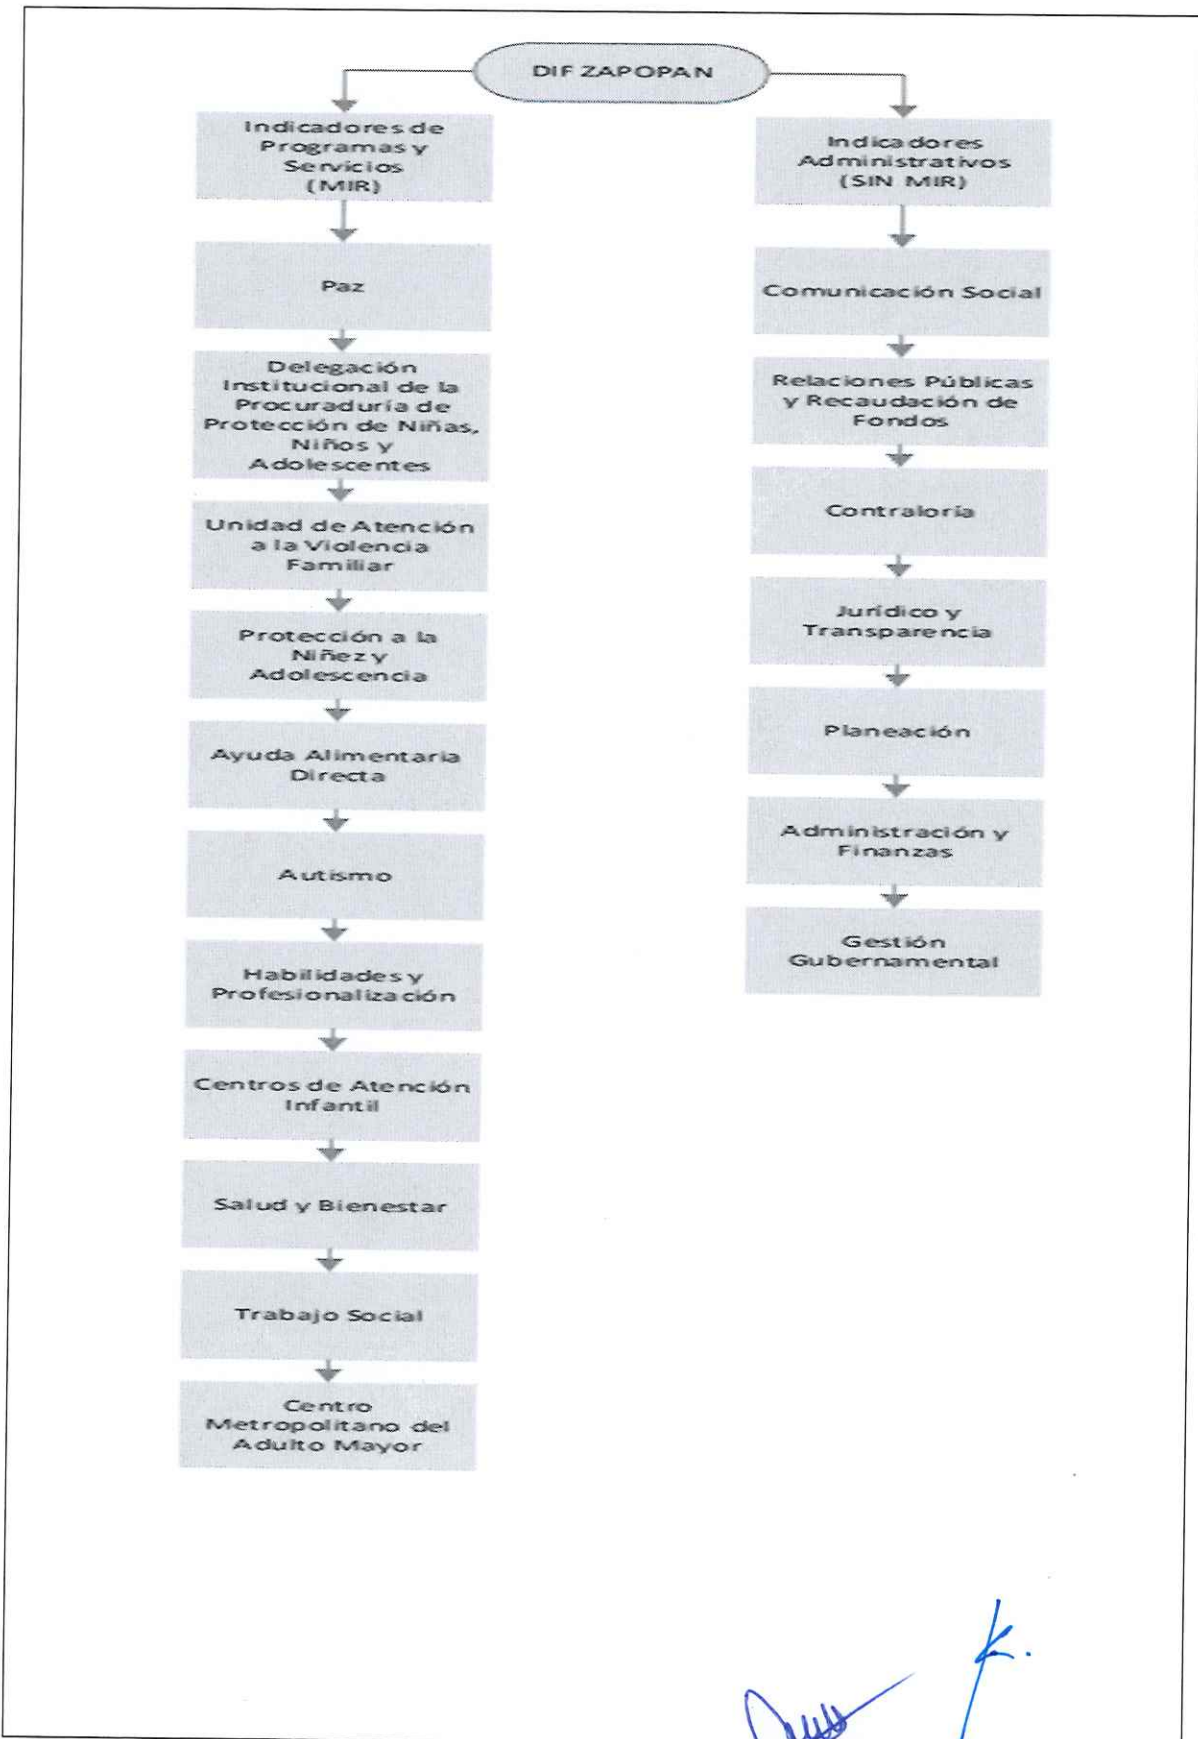 DIF ZAPOPAN
Indicadores de
Programas y
Servicios
(MIR)
Paz
Delegación
Institucional de la
Procuraduría de
Protección de Niñas,
Niños y
Adolescentes
Unidad de Atención
a la Violencia
Familiar
Protección a la
Niñez y
Adolescencia
Ayuda Alimentaria
Directa
Autismo
Habilidades y
Profesionalización
Centros de Atención
Infantil
Salud y Bienestar
Trabajo Social
Centro
Metropolitano del
Adulto Mayor
Indicadores
Administrativos
(SIN MIR)
Comunicación Social
Relaciones Públicas
y Recaudación de
Fondos
Contraloría
Jurídico y
Transparencia
Planeación
Administración y
Finanzas
Gestión
Gubernamental